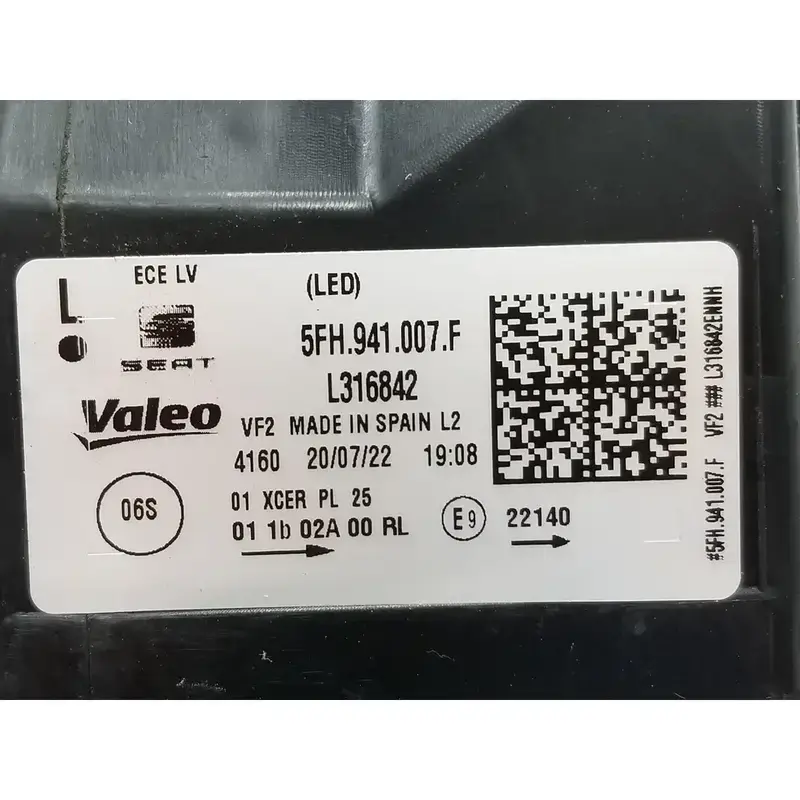 L
ECE LV
SEAT
(LED)
5FH.941.007.F
L316842
Valeo
VF2 MADE IN SPAIN L2
4160 20/07/22 19:08
06S
01 XCER PL 25
01 1b 02A 00 RL
E9
22140
#5FH.941.007.F VF2 ### L316842ENNH